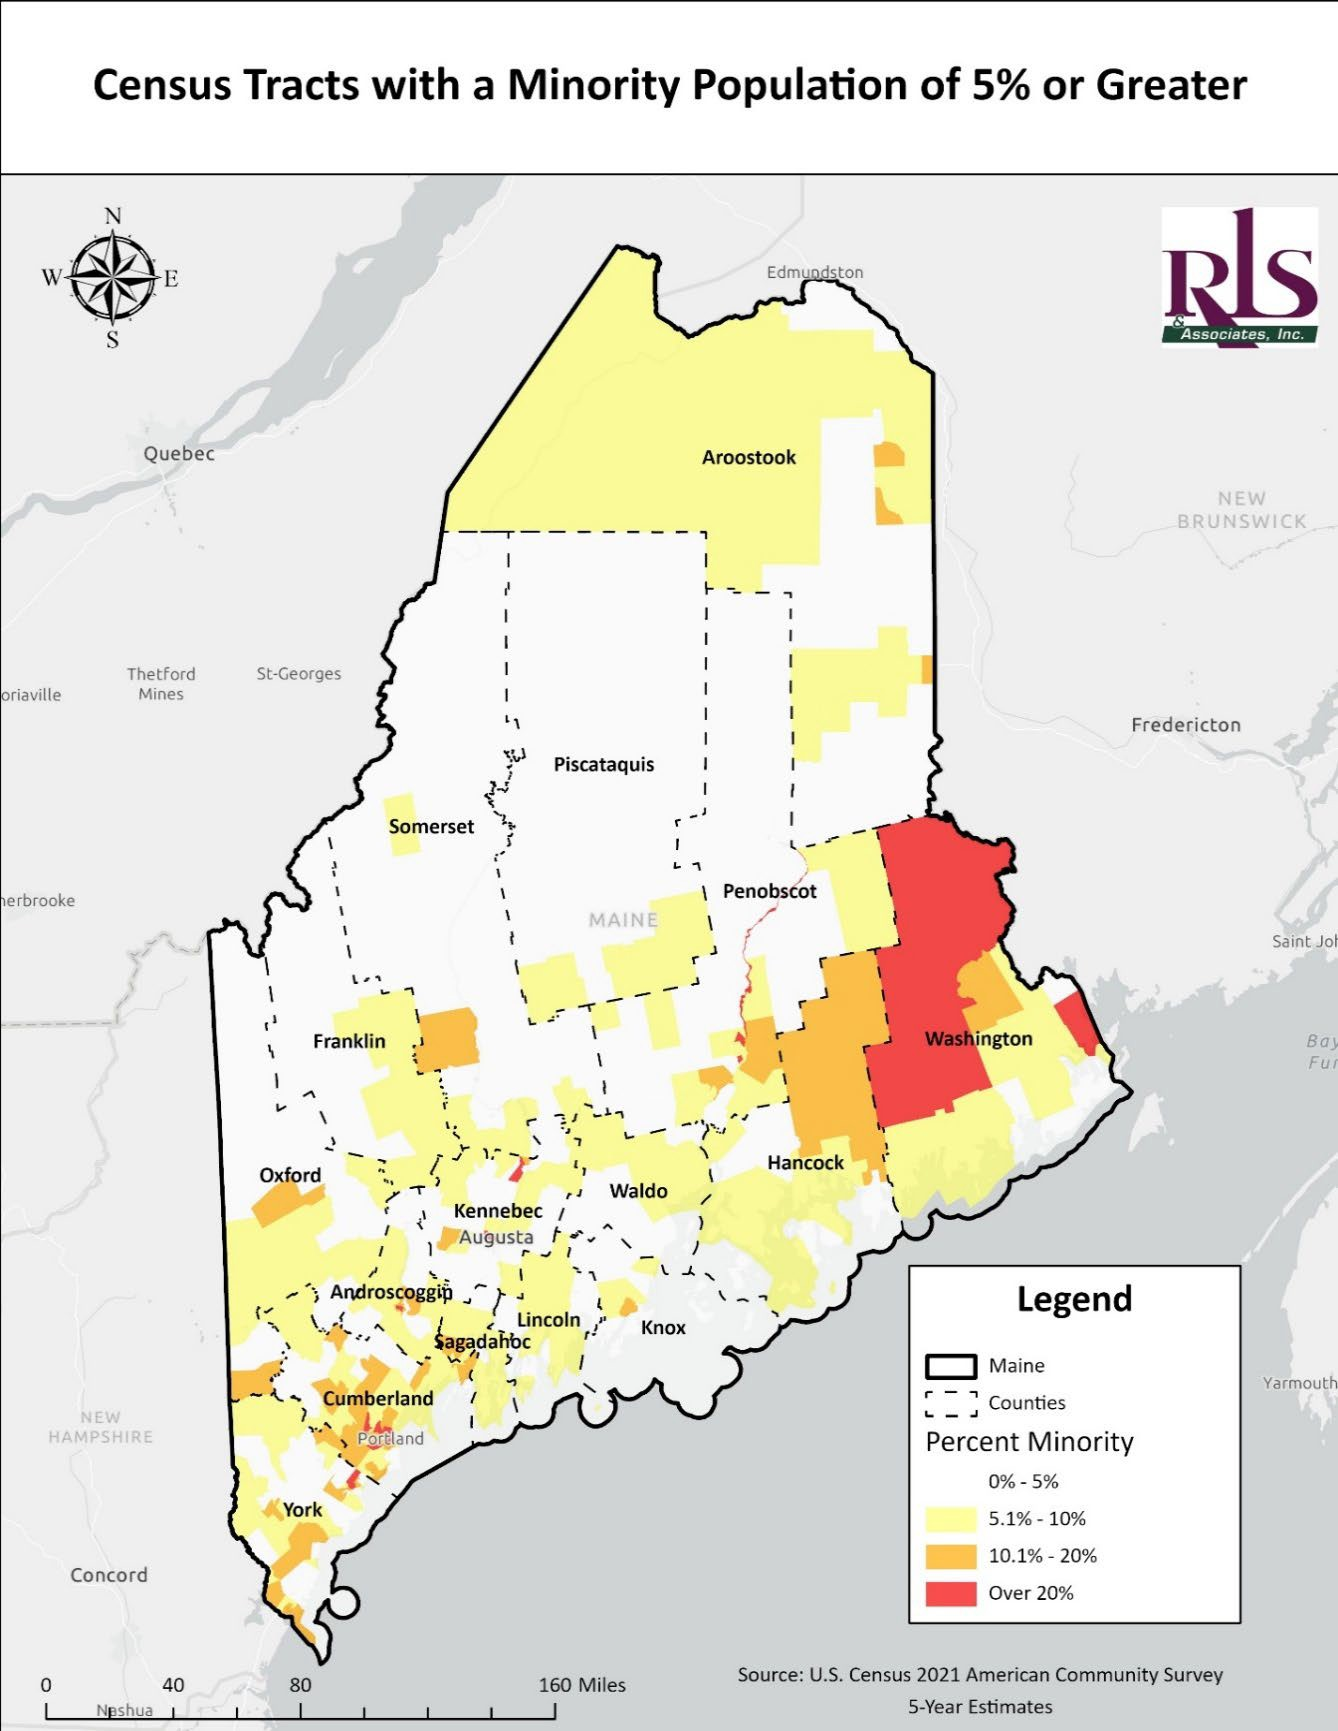 Census Tracts with a Minority Population of 5% or Greater
N
W
E
S
RLS
& Associates, Inc.
Edmundston
Quebec
Aroostook
NEW
BRUNSWICK
Thetford
Mines
St-Georges
oriaville
Fredericton
Piscataquis
Somerset
Penobscot
MAINE
herbrooke
Saint Joh
Franklin
Washington
Bay
Fun
Oxford
Hancock
Waldo
Kennebec
Augusta
Androscoggin
Lincoln
Knox
Sagadahoc
Cumberland
Portland
NEW
HAMPSHIRE
Yarmouth
York
Concord
Nashua
Legend
Maine
Counties
Percent Minority
0% - 5%
5.1% - 10%
10.1% - 20%
Over 20%
0 40 80 160 Miles
Source: U.S. Census 2021 American Community Survey
5-Year Estimates